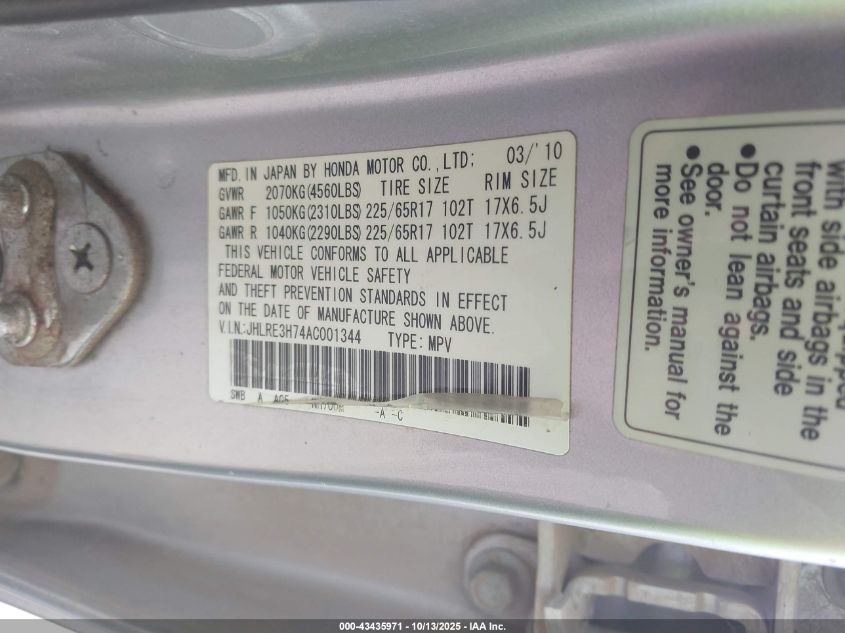 MFD. IN JAPAN BY HONDA MOTOR CO.,LTD; 03/'10
GVWR 2070KG(4560LBS) TIRE SIZE RIM SIZE
GAWR F 1050KG(2310LBS) 225/65R17 102T 17X6.5J
GAWR R 1040KG(2290LBS) 225/65R17 102T 17X6.5J
THIS VEHICLE CONFORMS TO ALL APPLICABLE
FEDERAL MOTOR VEHICLE SAFETY
AND THEFT PREVENTION STANDARDS IN EFFECT
ON THE DATE OF MANUFACTURE SHOWN ABOVE.
V.I.N.:JHLRE3H74AC001344 TYPE:MPV
SWB A A05 -A -C
with side airbags in the
front seats and side
curtain airbags.
●Do not lean against the
door.
●See owner's manual for
more information.
000-43435971 - 10/13/2025 - IAA Inc.